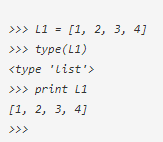 >>> L1 = [1, 2, 3, 4]
>>> type(L1)
<type 'list'>
>>> print L1
[1, 2, 3, 4]
>>>